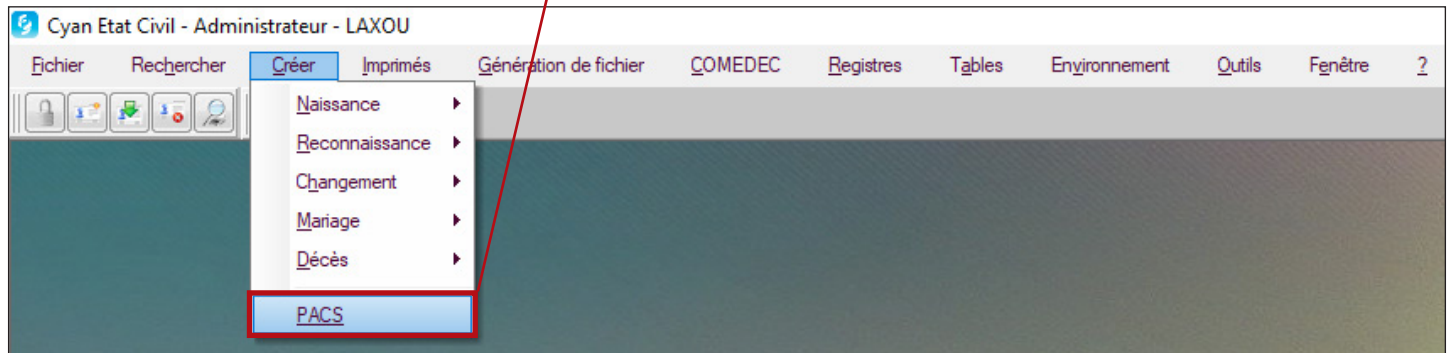 Cyan Etat Civil - Administrateur - LAXOU
Fichier Rechercher Créer Imprimés Génération de fichier COMEDEC Registres Tables Environnement Outils Fenêtre ?
Naissance
Reconnaissance
Changement
Mariage
Décès
PACS